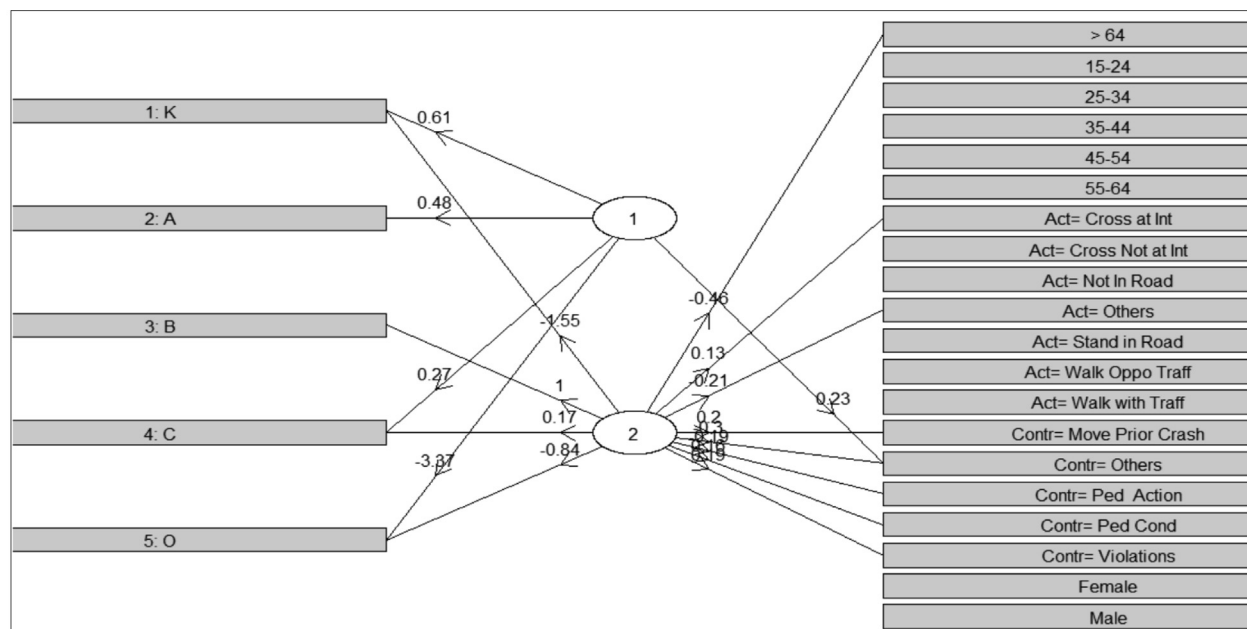 1: K
2: A
3: B
4: C
5: O
0.61
0.48
0.27
-3.37
-1.55
1
0.17
-0.84
1
2
-0.46
0.13
-0.21
0.23
0.2
0.3
0.19
> 64
15-24
25-34
35-44
45-54
55-64
Act= Cross at Int
Act= Cross Not at Int
Act= Not In Road
Act= Others
Act= Stand in Road
Act= Walk Oppo Traff
Act= Walk with Traff
Contr= Move Prior Crash
Contr= Others
Contr= Ped Action
Contr= Ped Cond
Contr= Violations
Female
Male